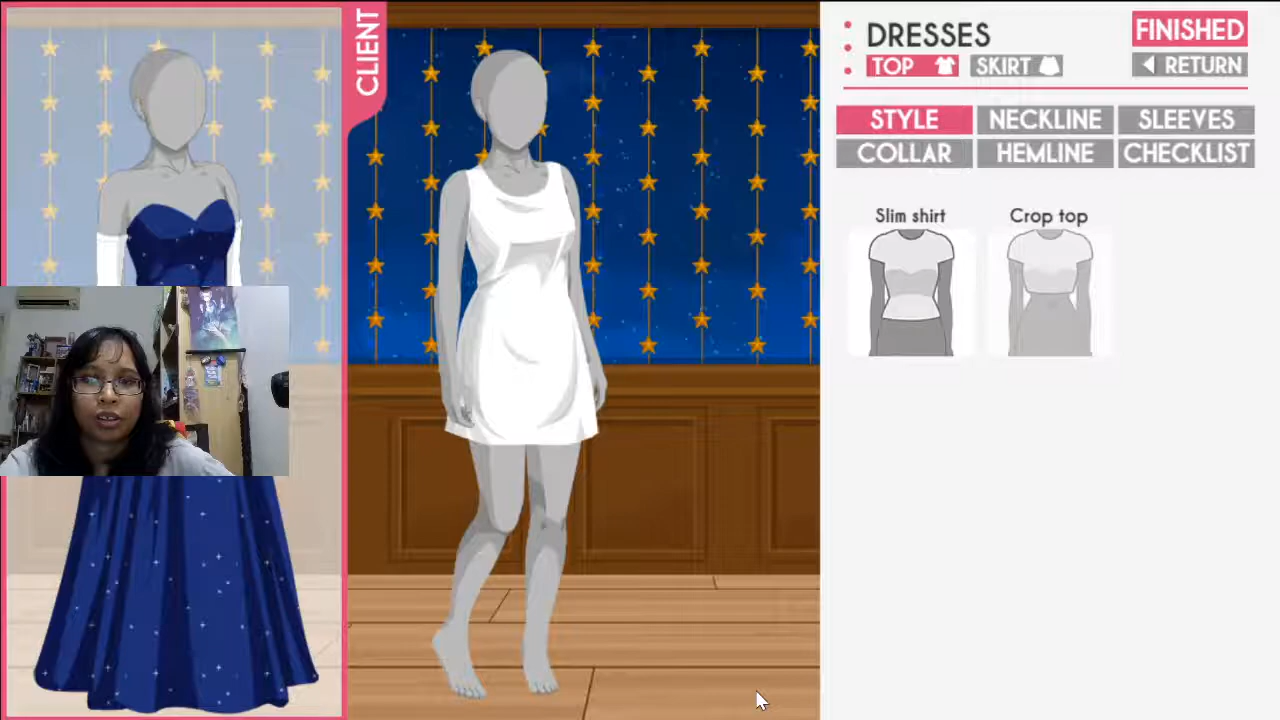 CLIENT
DRESSES
FINISHED
TOP
SKIRT
RETURN
STYLE
NECKLINE
SLEEVES
COLLAR
HEMLINE
CHECKLIST
Slim shirt
Crop top